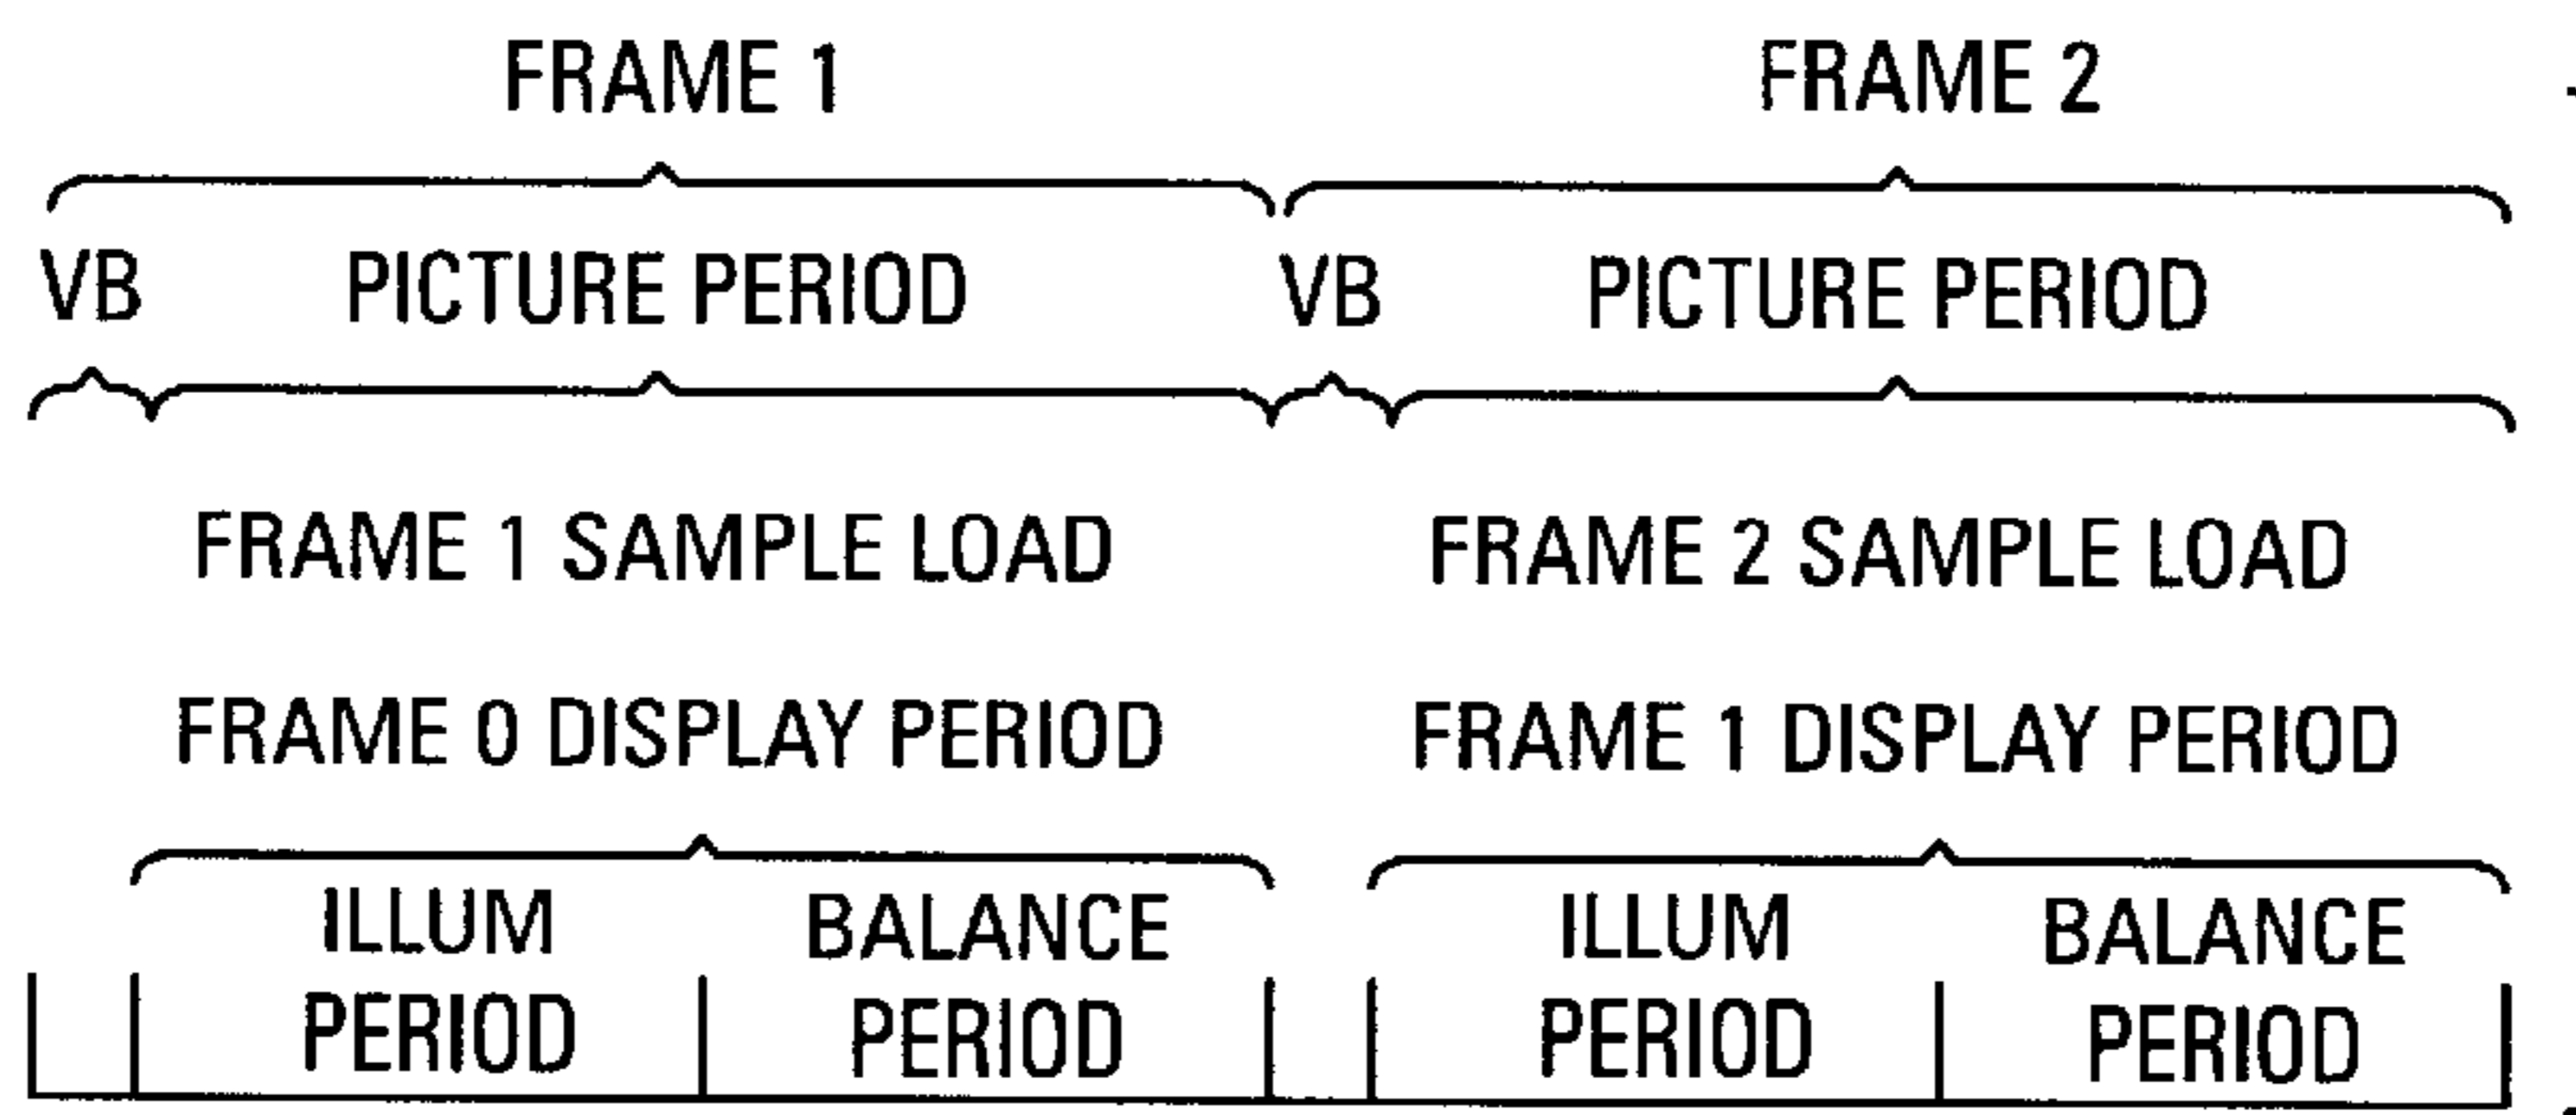 FRAME 1 FRAME 2
VB PICTURE PERIOD VB PICTURE PERIOD
FRAME 1 SAMPLE LOAD FRAME 2 SAMPLE LOAD
FRAME 0 DISPLAY PERIOD FRAME 1 DISPLAY PERIOD
ILLUM BALANCE ILLUM BALANCE
PERIOD PERIOD PERIOD PERIOD